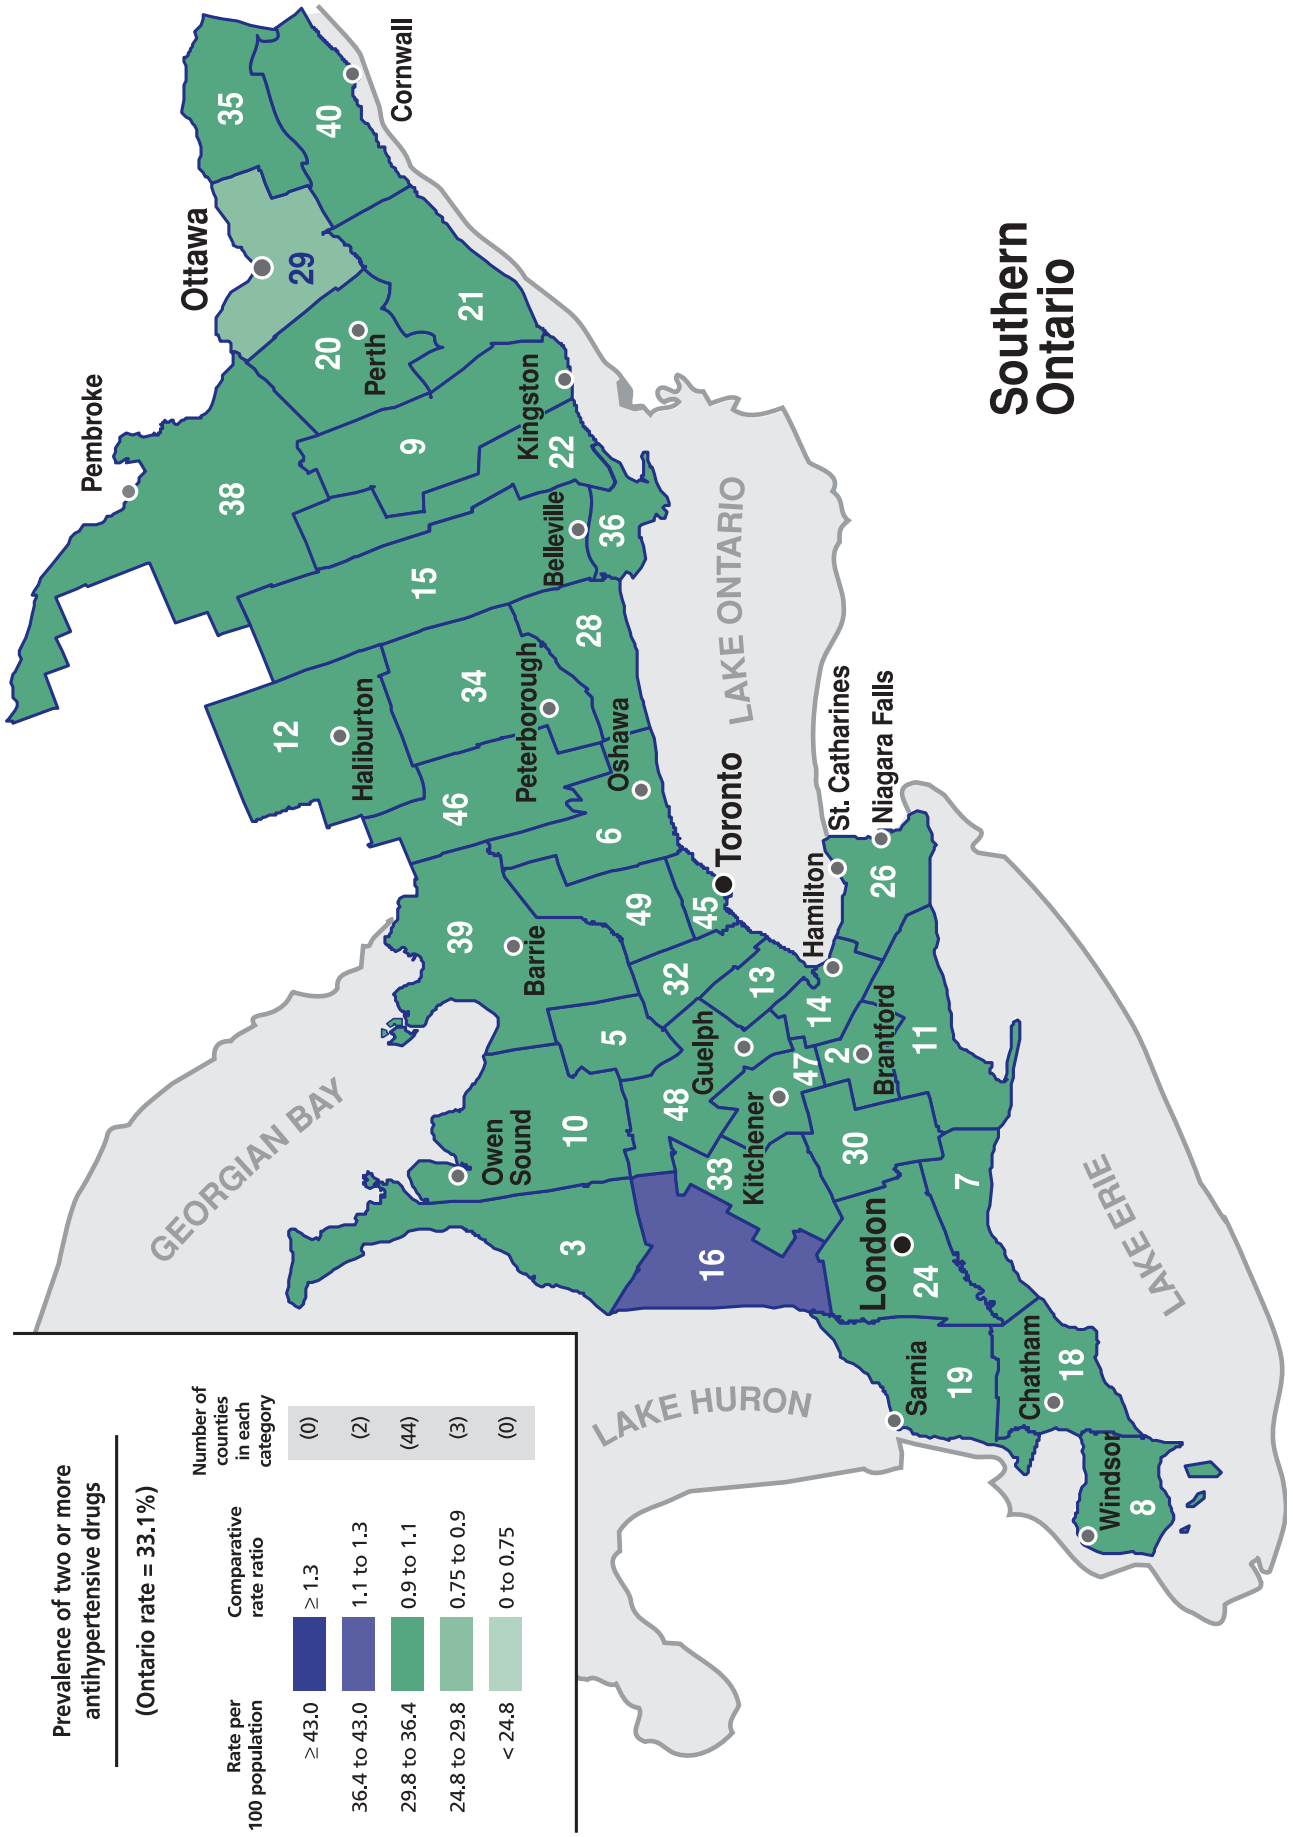 Prevalence of two or more
antihypertensive drugs
(Ontario rate = 33.1%)
Rate per
100 population
Comparative
rate ratio
Number of
counties
in each
category
≥ 43.0 ≥ 1.3 (0)
36.4 to 43.0 1.1 to 1.3 (2)
29.8 to 36.4 0.9 to 1.1 (44)
24.8 to 29.8 0.75 to 0.9 (3)
< 24.8 0 to 0.75 (0)
Southern
Ontario
GEORGIAN BAY
LAKE HURON
LAKE ONTARIO
LAKE ERIE
Pembroke
38
Ottawa
29
35
40
Cornwall
20
Perth
21
9
Kingston
22
15
Belleville
36
12
Haliburton
34
Peterborough
28
46
6
Oshawa
39
Barrie
49
45
Toronto
32
13
5
Guelph
48
10
Owen
Sound
3
16
33
Kitchener
47
14
Hamilton
St. Catharines
Niagara Falls
26
2
Brantford
11
30
7
London
24
Sarnia
19
Chatham
18
Windsor
8